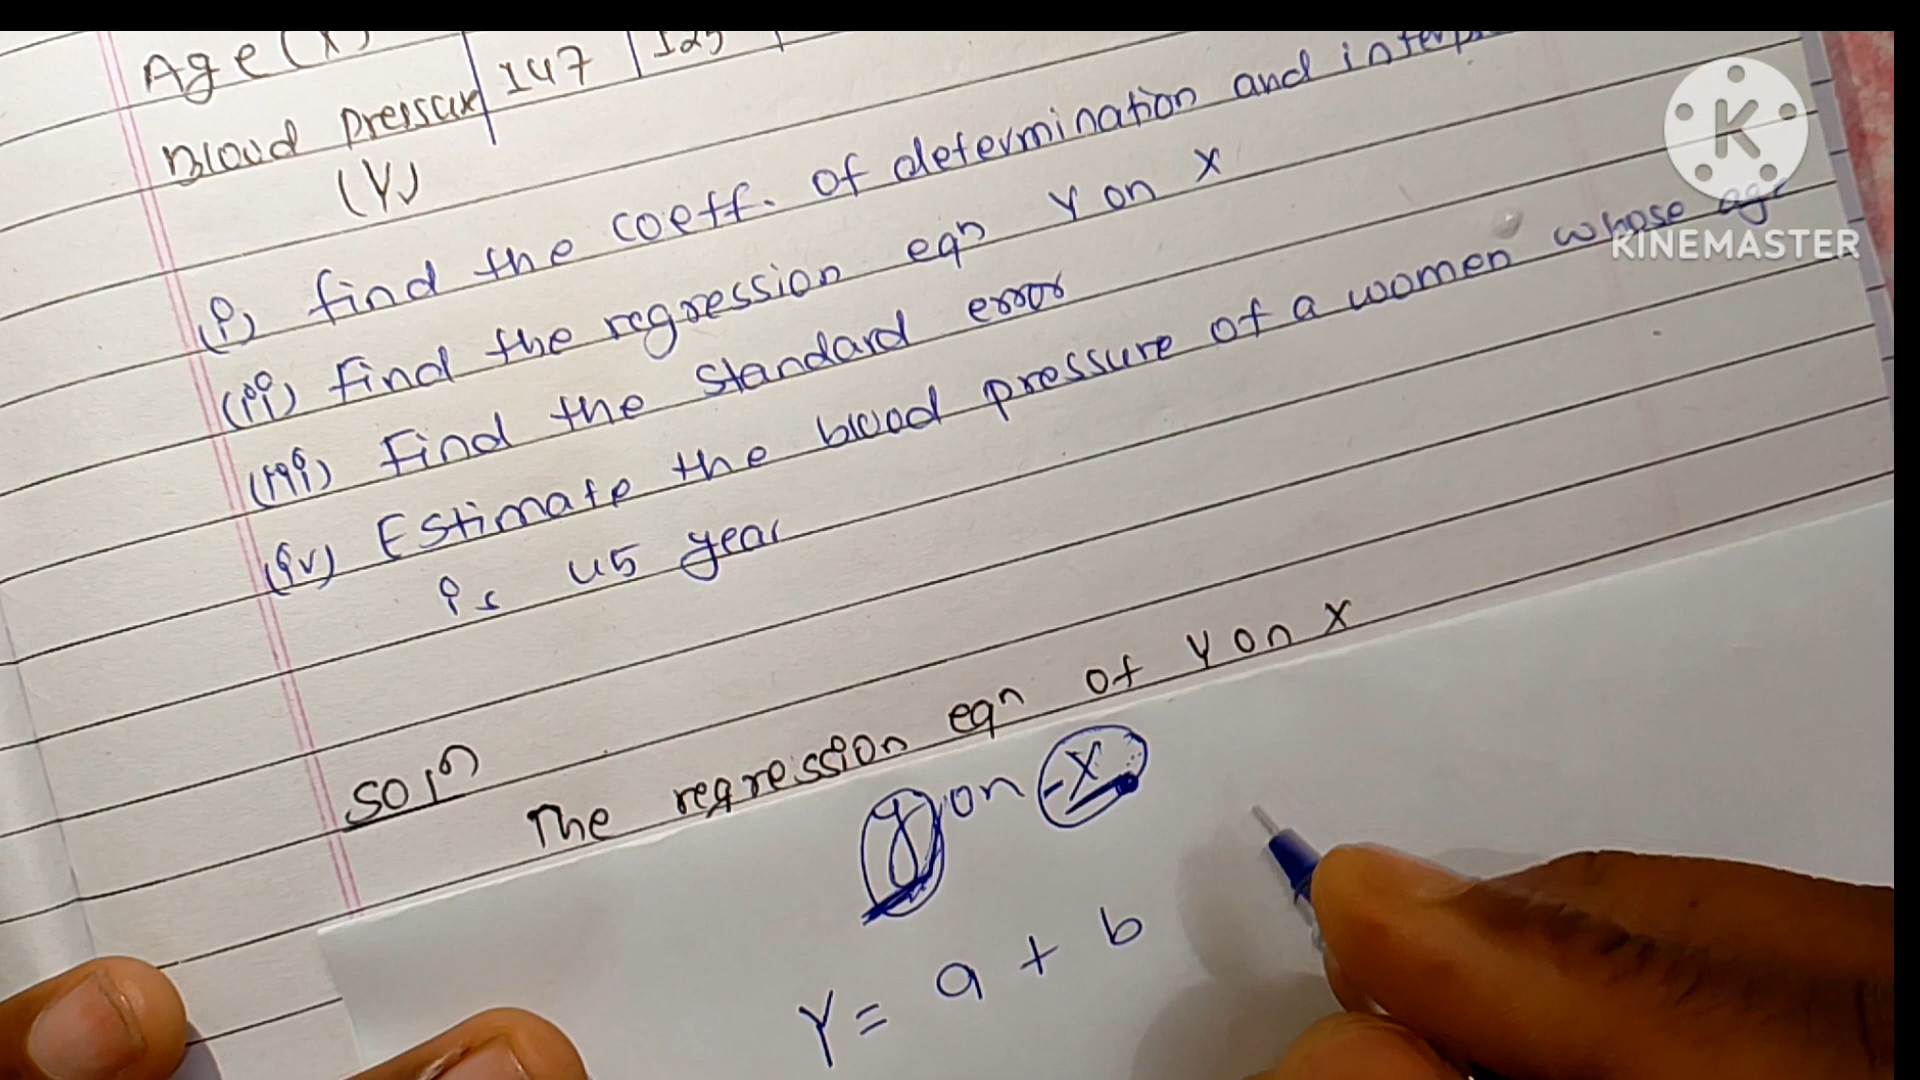 Age (X)
Blood pressure 147 125
(Y)
(i) find the coeff. of determination and
(ii) find the regression eqn Y on X
(iii) Find the standard error
(iv) Estimate the blood pressure of a women whose age
is 45 year
Soln
The regression eqn of Y on X
y on X
Y = a + b
K
KINEMASTER